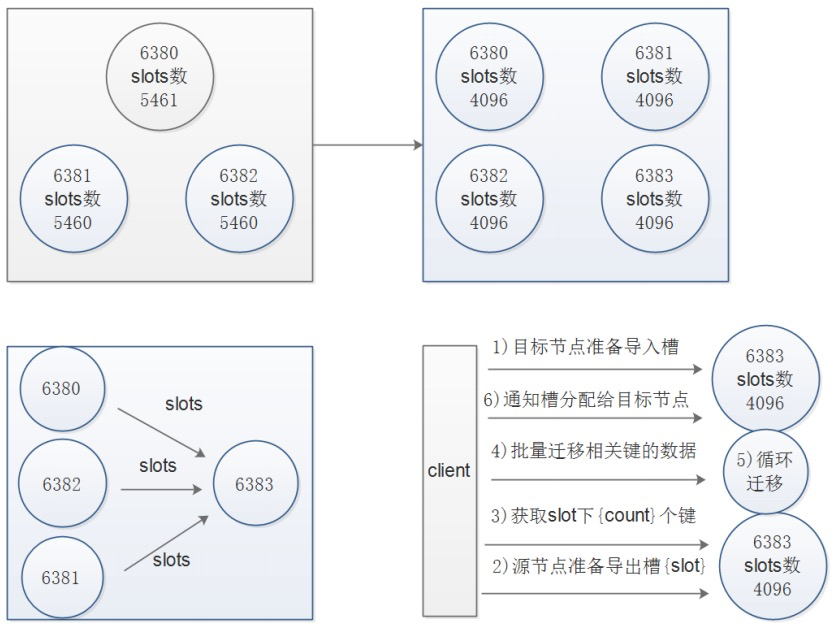 6380
slots数
5461
6381
slots数
5460
6382
slots数
5460
6380
slots数
4096
6381
slots数
4096
6382
slots数
4096
6383
slots数
4096
6380
6382
6381
slots
slots
slots
6383
client
1)目标节点准备导入槽
6)通知槽分配给目标节点
4)批量迁移相关键的数据
3)获取slot下{count}个键
2)源节点准备导出槽{slot}
6383
slots数
4096
5)循环
迁移
6383
slots数
4096